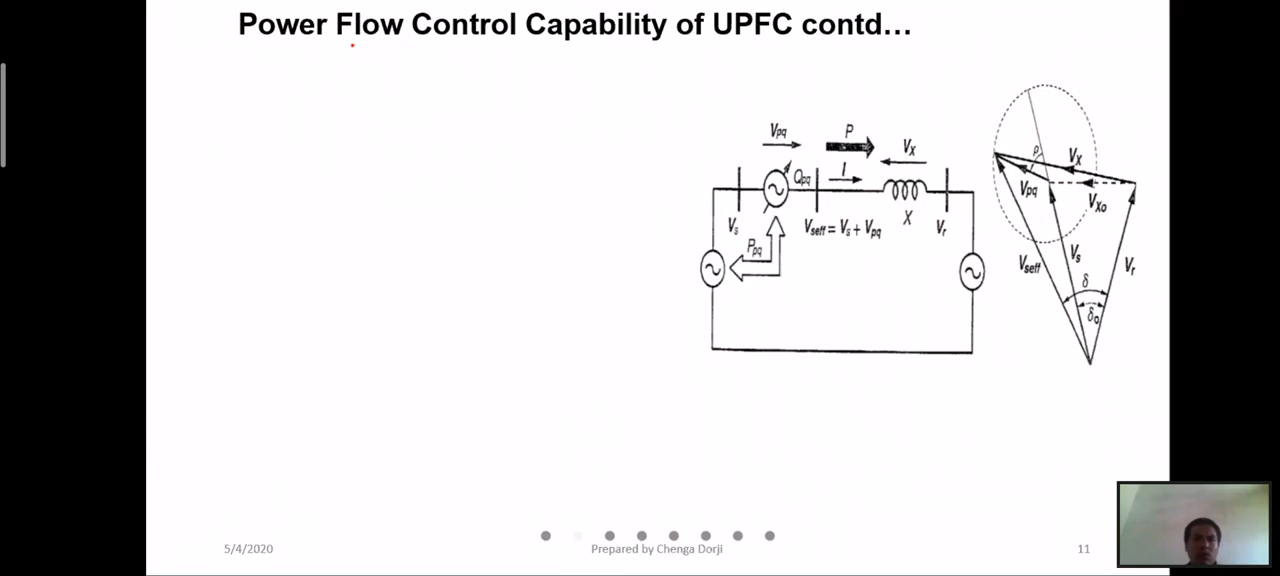 Power Flow Control Capability of UPFC contd...
Vpq
P
Vx
I
Qpq
X
Vs
Vseff = Vs + Vpq
Vr
Ppq
ρ
Vx
Vpq
Vxo
Vseff
Vs
Vr
δ
δo
5/4/2020
Prepared by Chenga Dorji
11